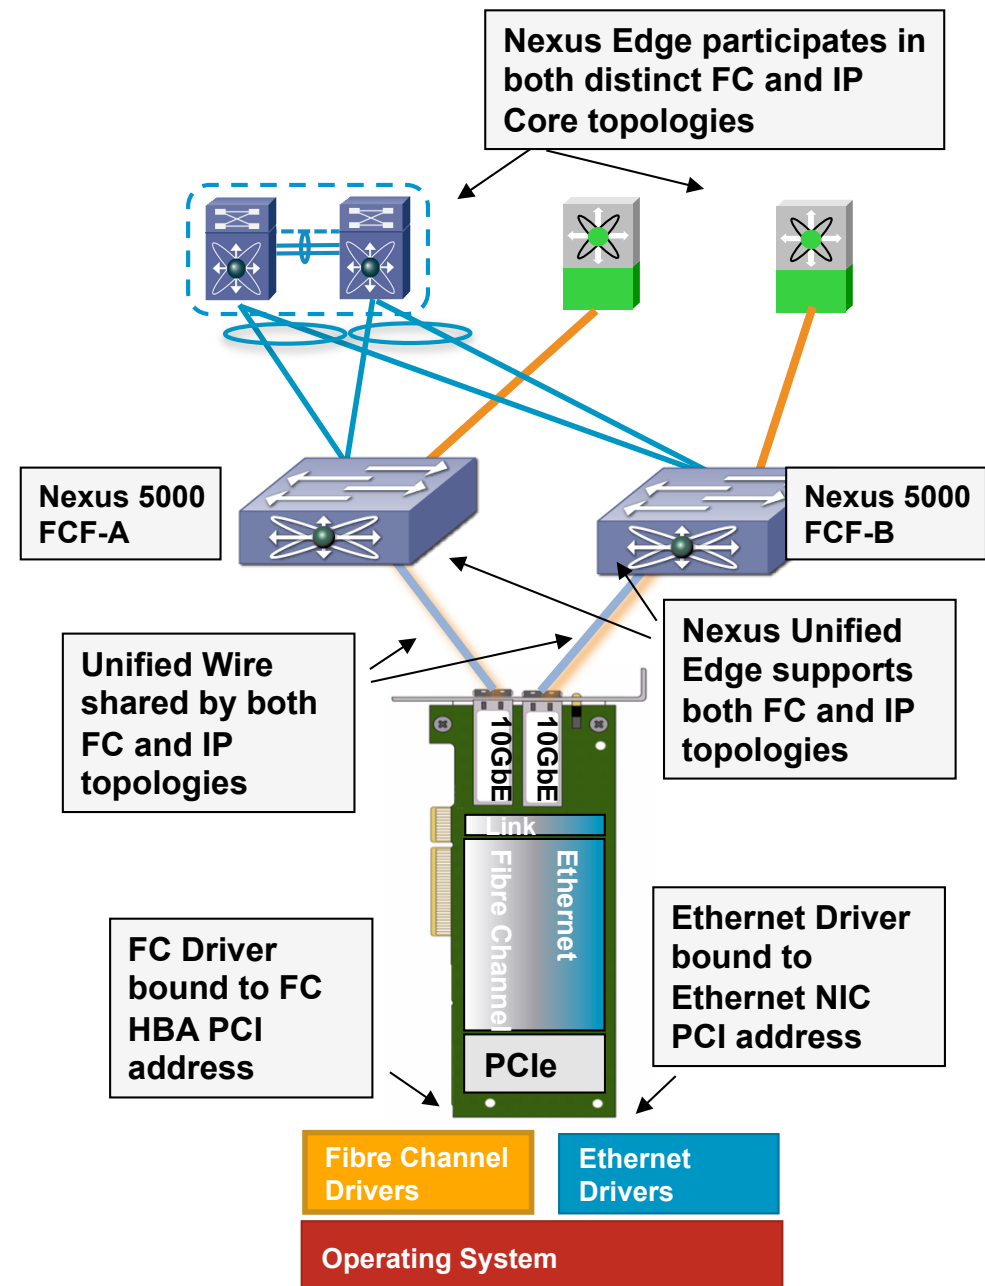 Nexus Edge participates in
both distinct FC and IP
Core topologies
Nexus 5000
FCF-A
Nexus 5000
FCF-B
Unified Wire
shared by both
FC and IP
topologies
Nexus Unified
Edge supports
both FC and IP
topologies
10GbE
10GbE
Link
Fibre Channel
Ethernet
PCIe
FC Driver
bound to FC
HBA PCI
address
Ethernet Driver
bound to
Ethernet NIC
PCI address
Fibre Channel
Drivers
Ethernet
Drivers
Operating System